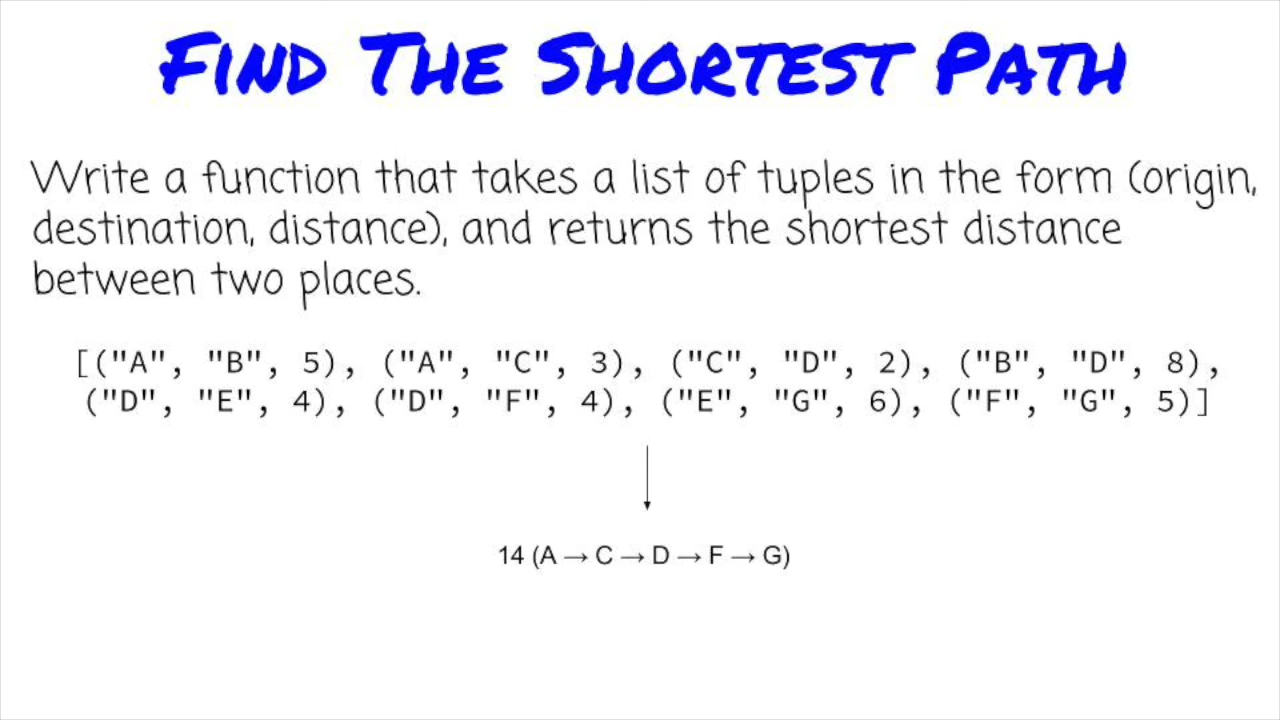 FIND THE SHORTEST PATH
Write a function that takes a list of tuples in the form (origin,
destination, distance), and returns the shortest distance
between two places.
[("A", "B", 5), ("A", "C", 3), ("C", "D", 2), ("B", "D", 8),
("D", "E", 4), ("D", "F", 4), ("E", "G", 6), ("F", "G", 5)]
14 (A → C → D → F → G)